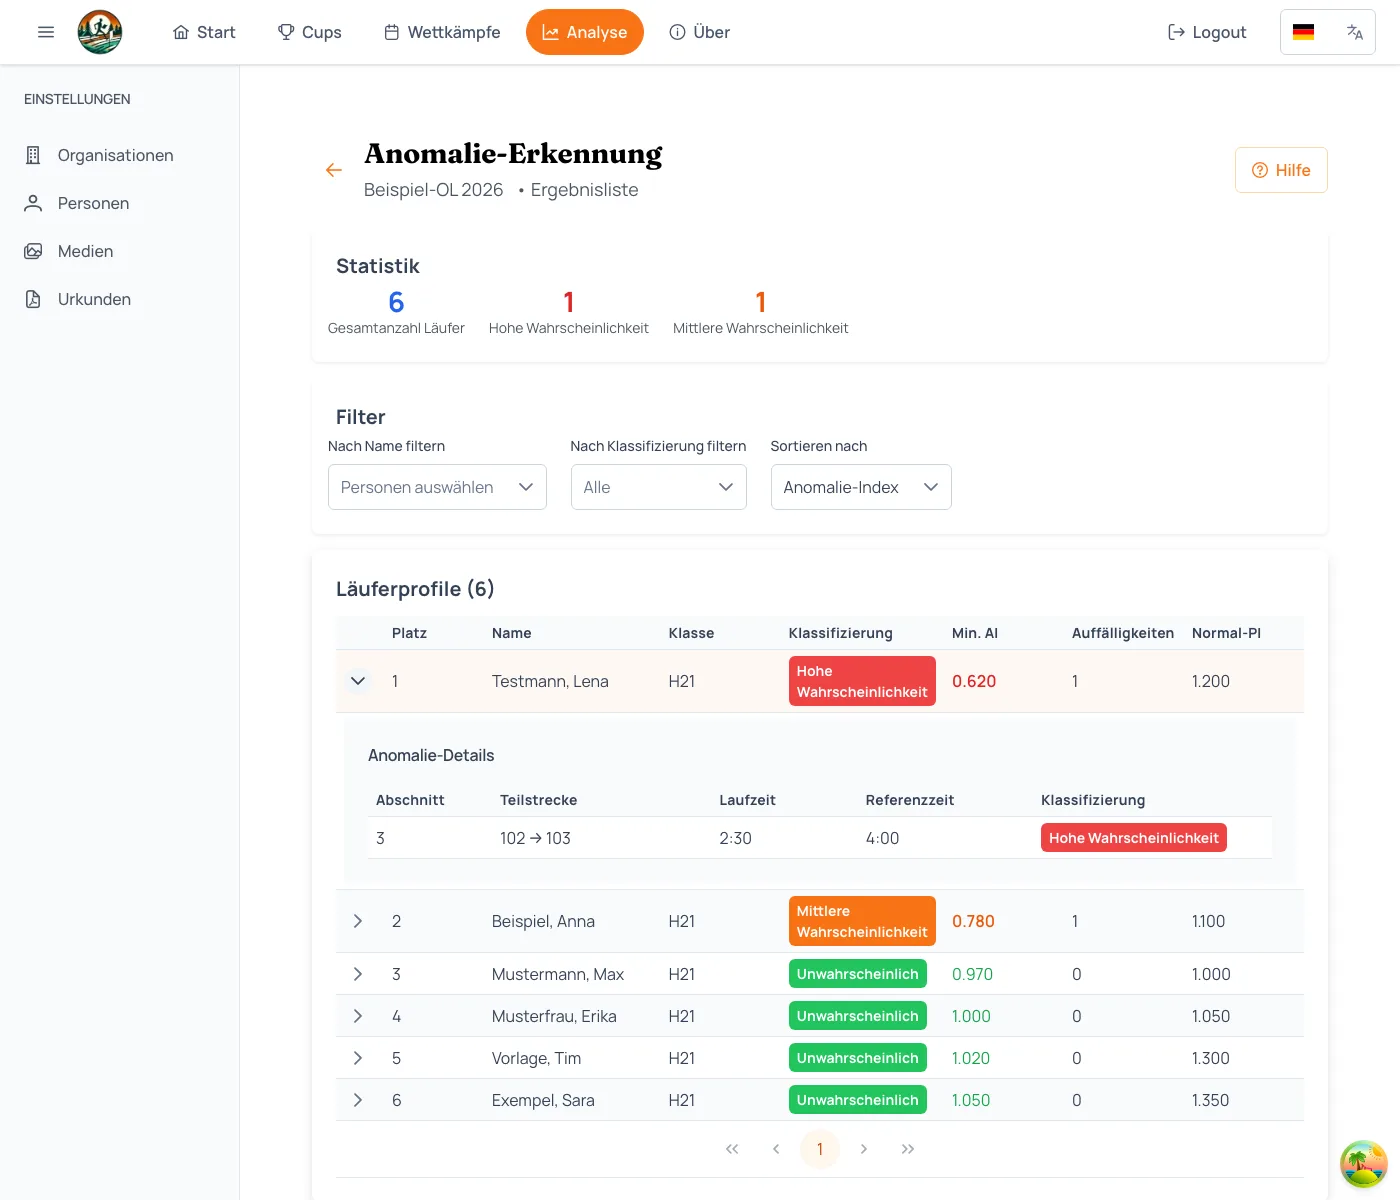 Start
Cups
Wettkämpfe
Analyse
Über
Logout
EINSTELLUNGEN
Organisationen
Personen
Medien
Urkunden
Anomalie-Erkennung
Beispiel-OL 2026 • Ergebnisliste
Hilfe
Statistik
6 1 1
Gesamtanzahl Läufer Hohe Wahrscheinlichkeit Mittlere Wahrscheinlichkeit
Filter
Nach Name filtern Nach Klassifizierung filtern Sortieren nach
Personen auswählen Alle Anomalie-Index
Läuferprofile (6)
Platz Name Klasse Klassifizierung Min. AI Auffälligkeiten Normal-PI
1 Testmann, Lena H21 Hohe Wahrscheinlichkeit 0.620 1 1.200
Anomalie-Details
Abschnitt Teilstrecke Laufzeit Referenzzeit Klassifizierung
3 102 → 103 2:30 4:00 Hohe Wahrscheinlichkeit
2 Beispiel, Anna H21 Mittlere Wahrscheinlichkeit 0.780 1 1.100
3 Mustermann, Max H21 Unwahrscheinlich 0.970 0 1.000
4 Musterfrau, Erika H21 Unwahrscheinlich 1.000 0 1.050
5 Vorlage, Tim H21 Unwahrscheinlich 1.020 0 1.300
6 Exempel, Sara H21 Unwahrscheinlich 1.050 0 1.350
1